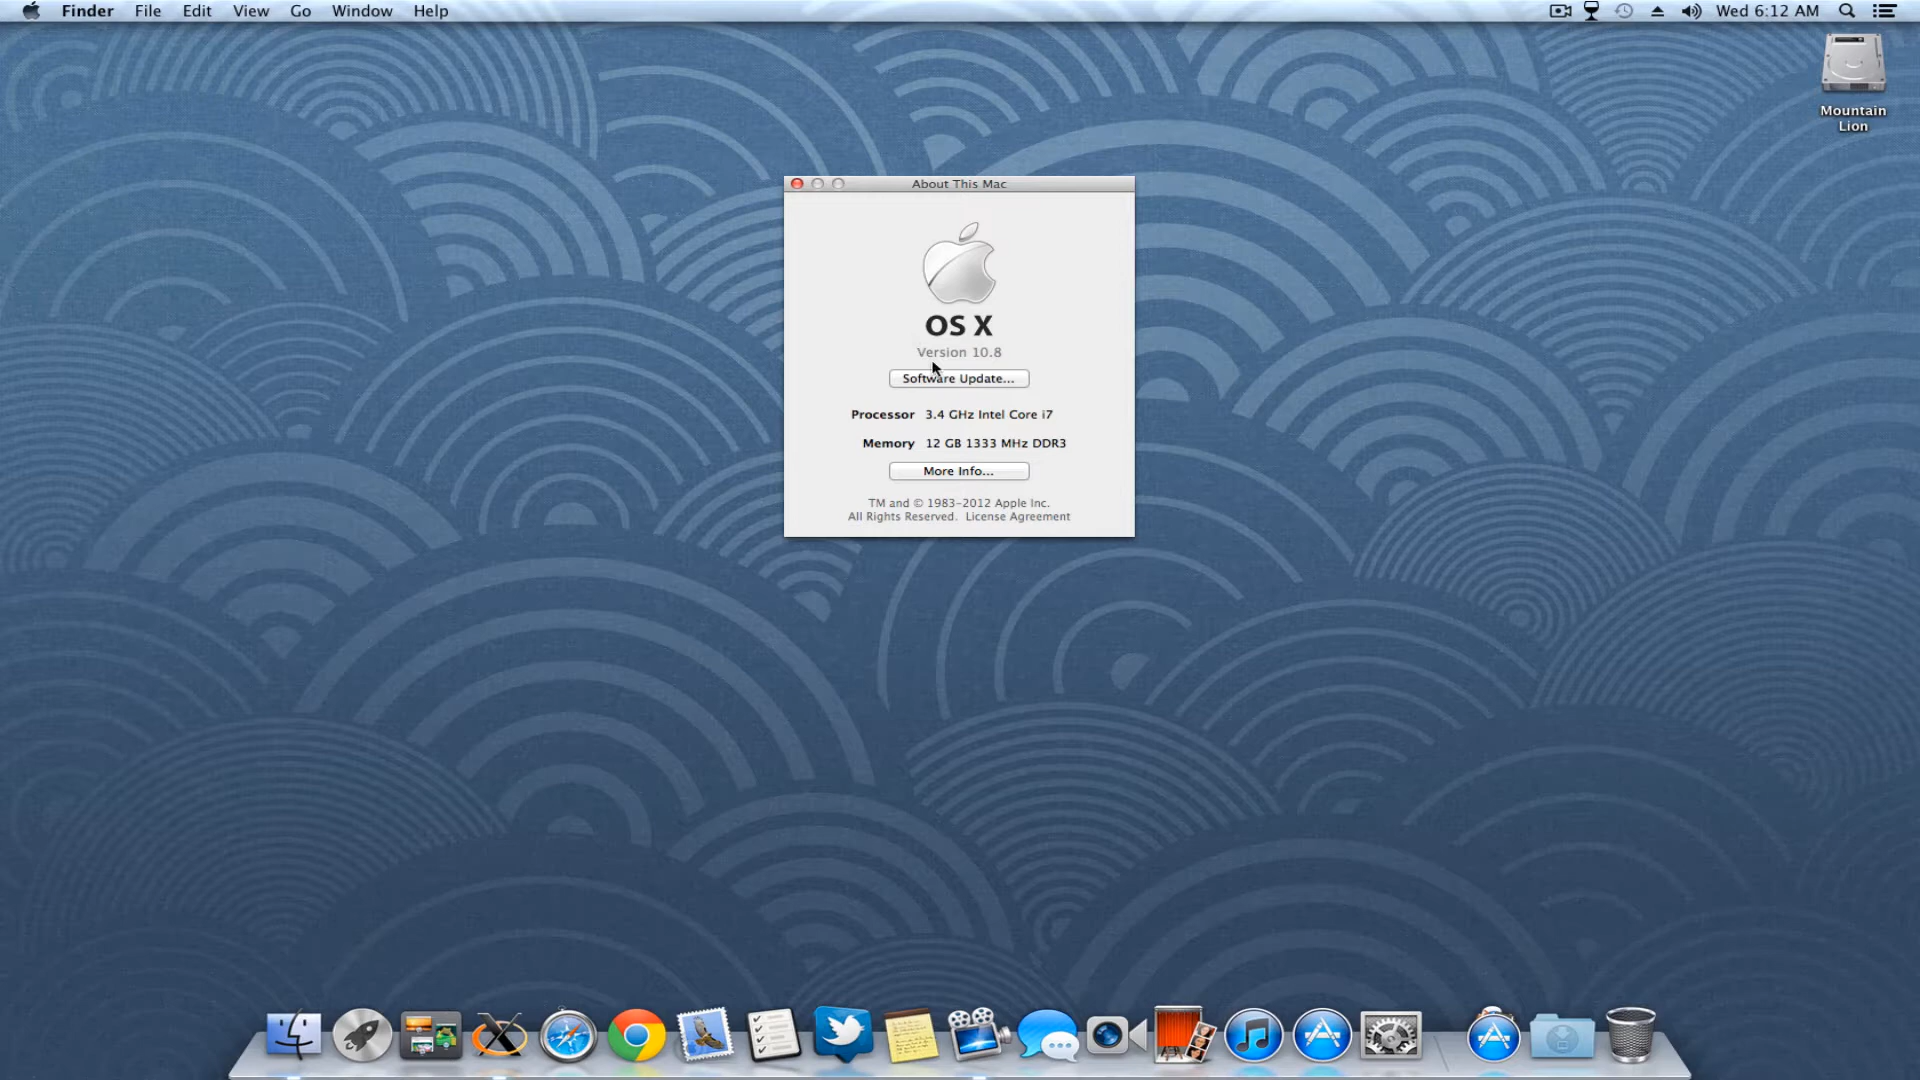 Finder File Edit View Go Window Help
Wed 6:12 AM
Mountain
Lion
About This Mac
OS X
Version 10.8
Software Update...
Processor 3.4 GHz Intel Core i7
Memory 12 GB 1333 MHz DDR3
More Info...
TM and © 1983-2012 Apple Inc.
All Rights Reserved. License Agreement